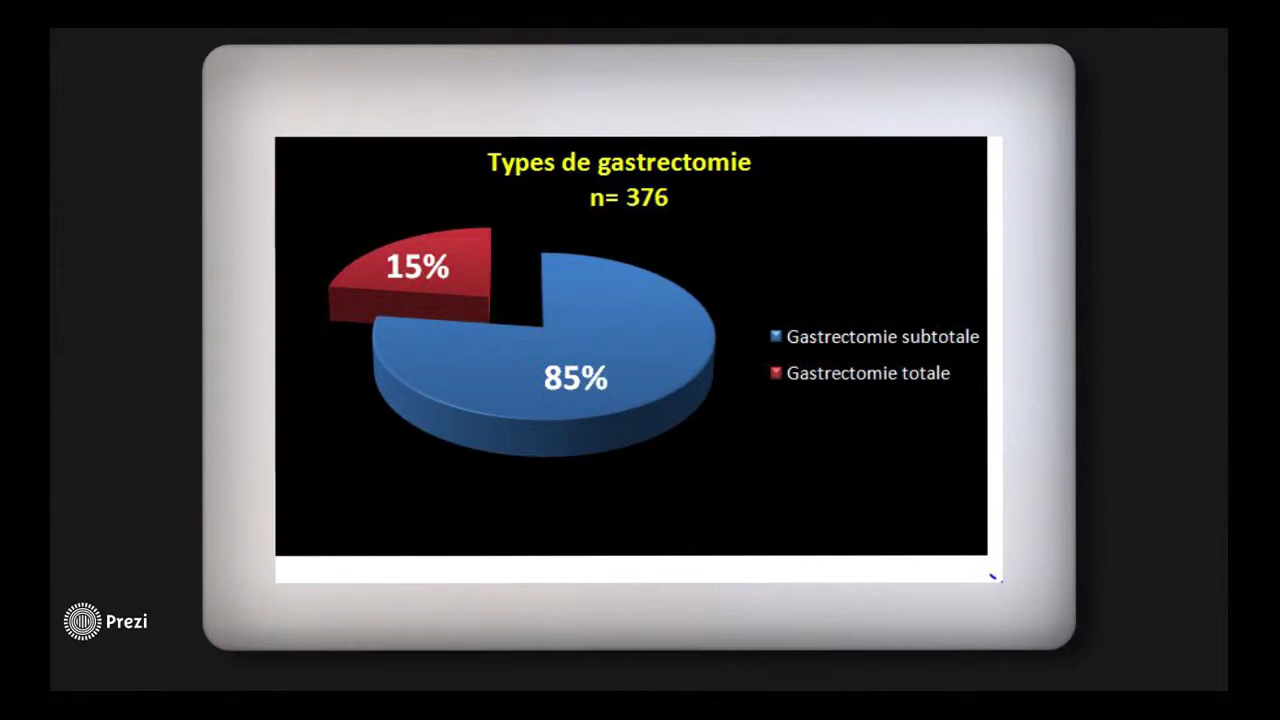 Types de gastrectomie
n= 376
15%
85%
Gastrectomie subtotale
Gastrectomie totale
Prezi